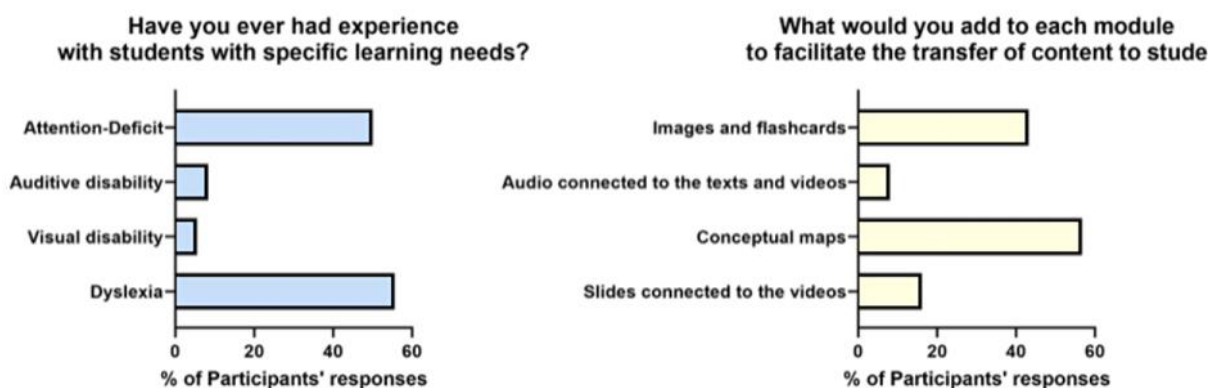 Have you ever had experience
with students with specific learning needs?
Attention-Deficit
Auditive disability
Visual disability
Dyslexia
0 20 40 60
% of Participants' responses
What would you add to each module
to facilitate the transfer of content to stude
Images and flashcards
Audio connected to the texts and videos
Conceptual maps
Slides connected to the videos
0 20 40 60
% of Participants' responses